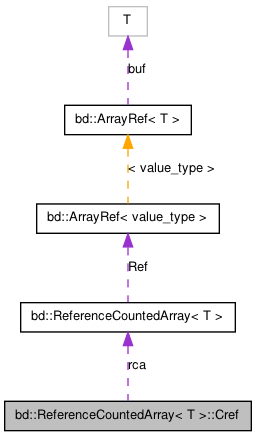 T
buf
bd::ArrayRef< T >
< value_type >
bd::ArrayRef< value_type >
Ref
bd::ReferenceCountedArray< T >
rca
bd::ReferenceCountedArray< T >::Cref